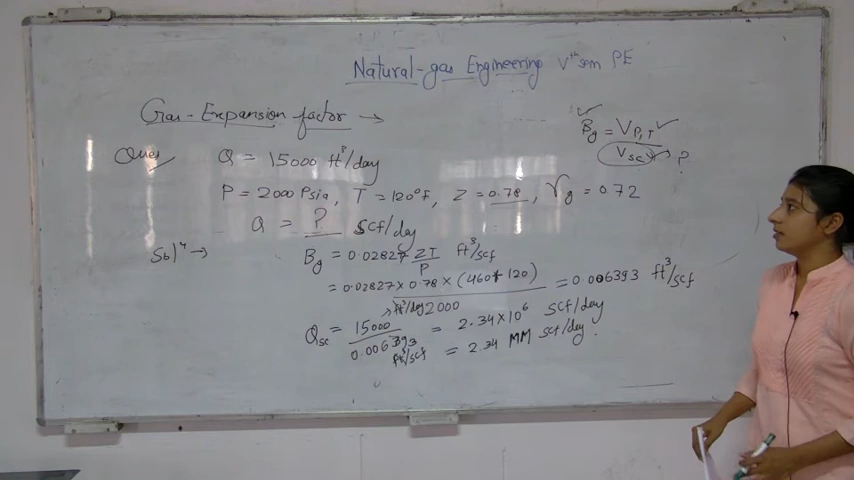 Natural-gas Engineering Vth sem PE
Gas-Expansion factor →
Bg = VP,T
Vsc → ?
Ques Q = 15000 ft³/day
P = 2000 Psia, T = 120°F, Z = 0.78, γg = 0.72
Q = ? scf/day
Solⁿ → Bg = 0.02827 ZT/P ft³/scf
= 0.02827 × 0.78 × (460+120) / 2000 = 0.006393 ft³/scf
Qsc = 15000 ft³/day / 0.006393 ft³/scf = 2.34 × 10⁶ scf/day
= 2.34 MM scf/day.